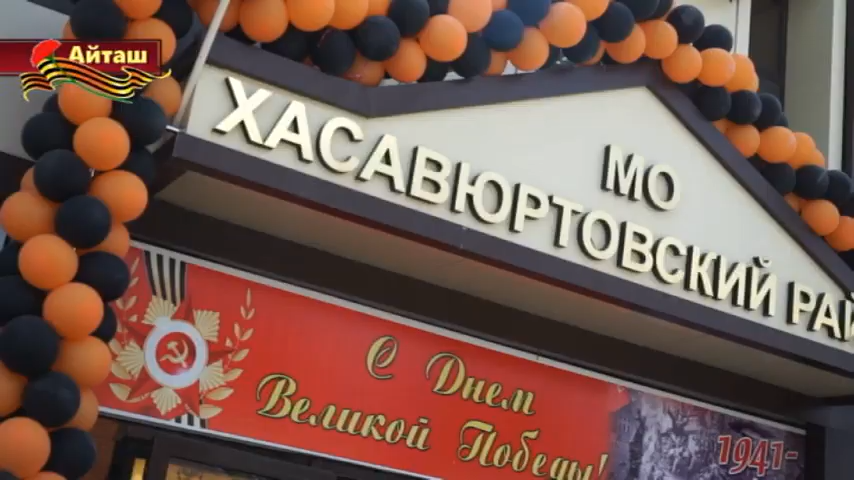 Айташ
МО
ХАСАВЮРТОВСКИЙ РАЙ
С Днем
Великой Победы!
1941-